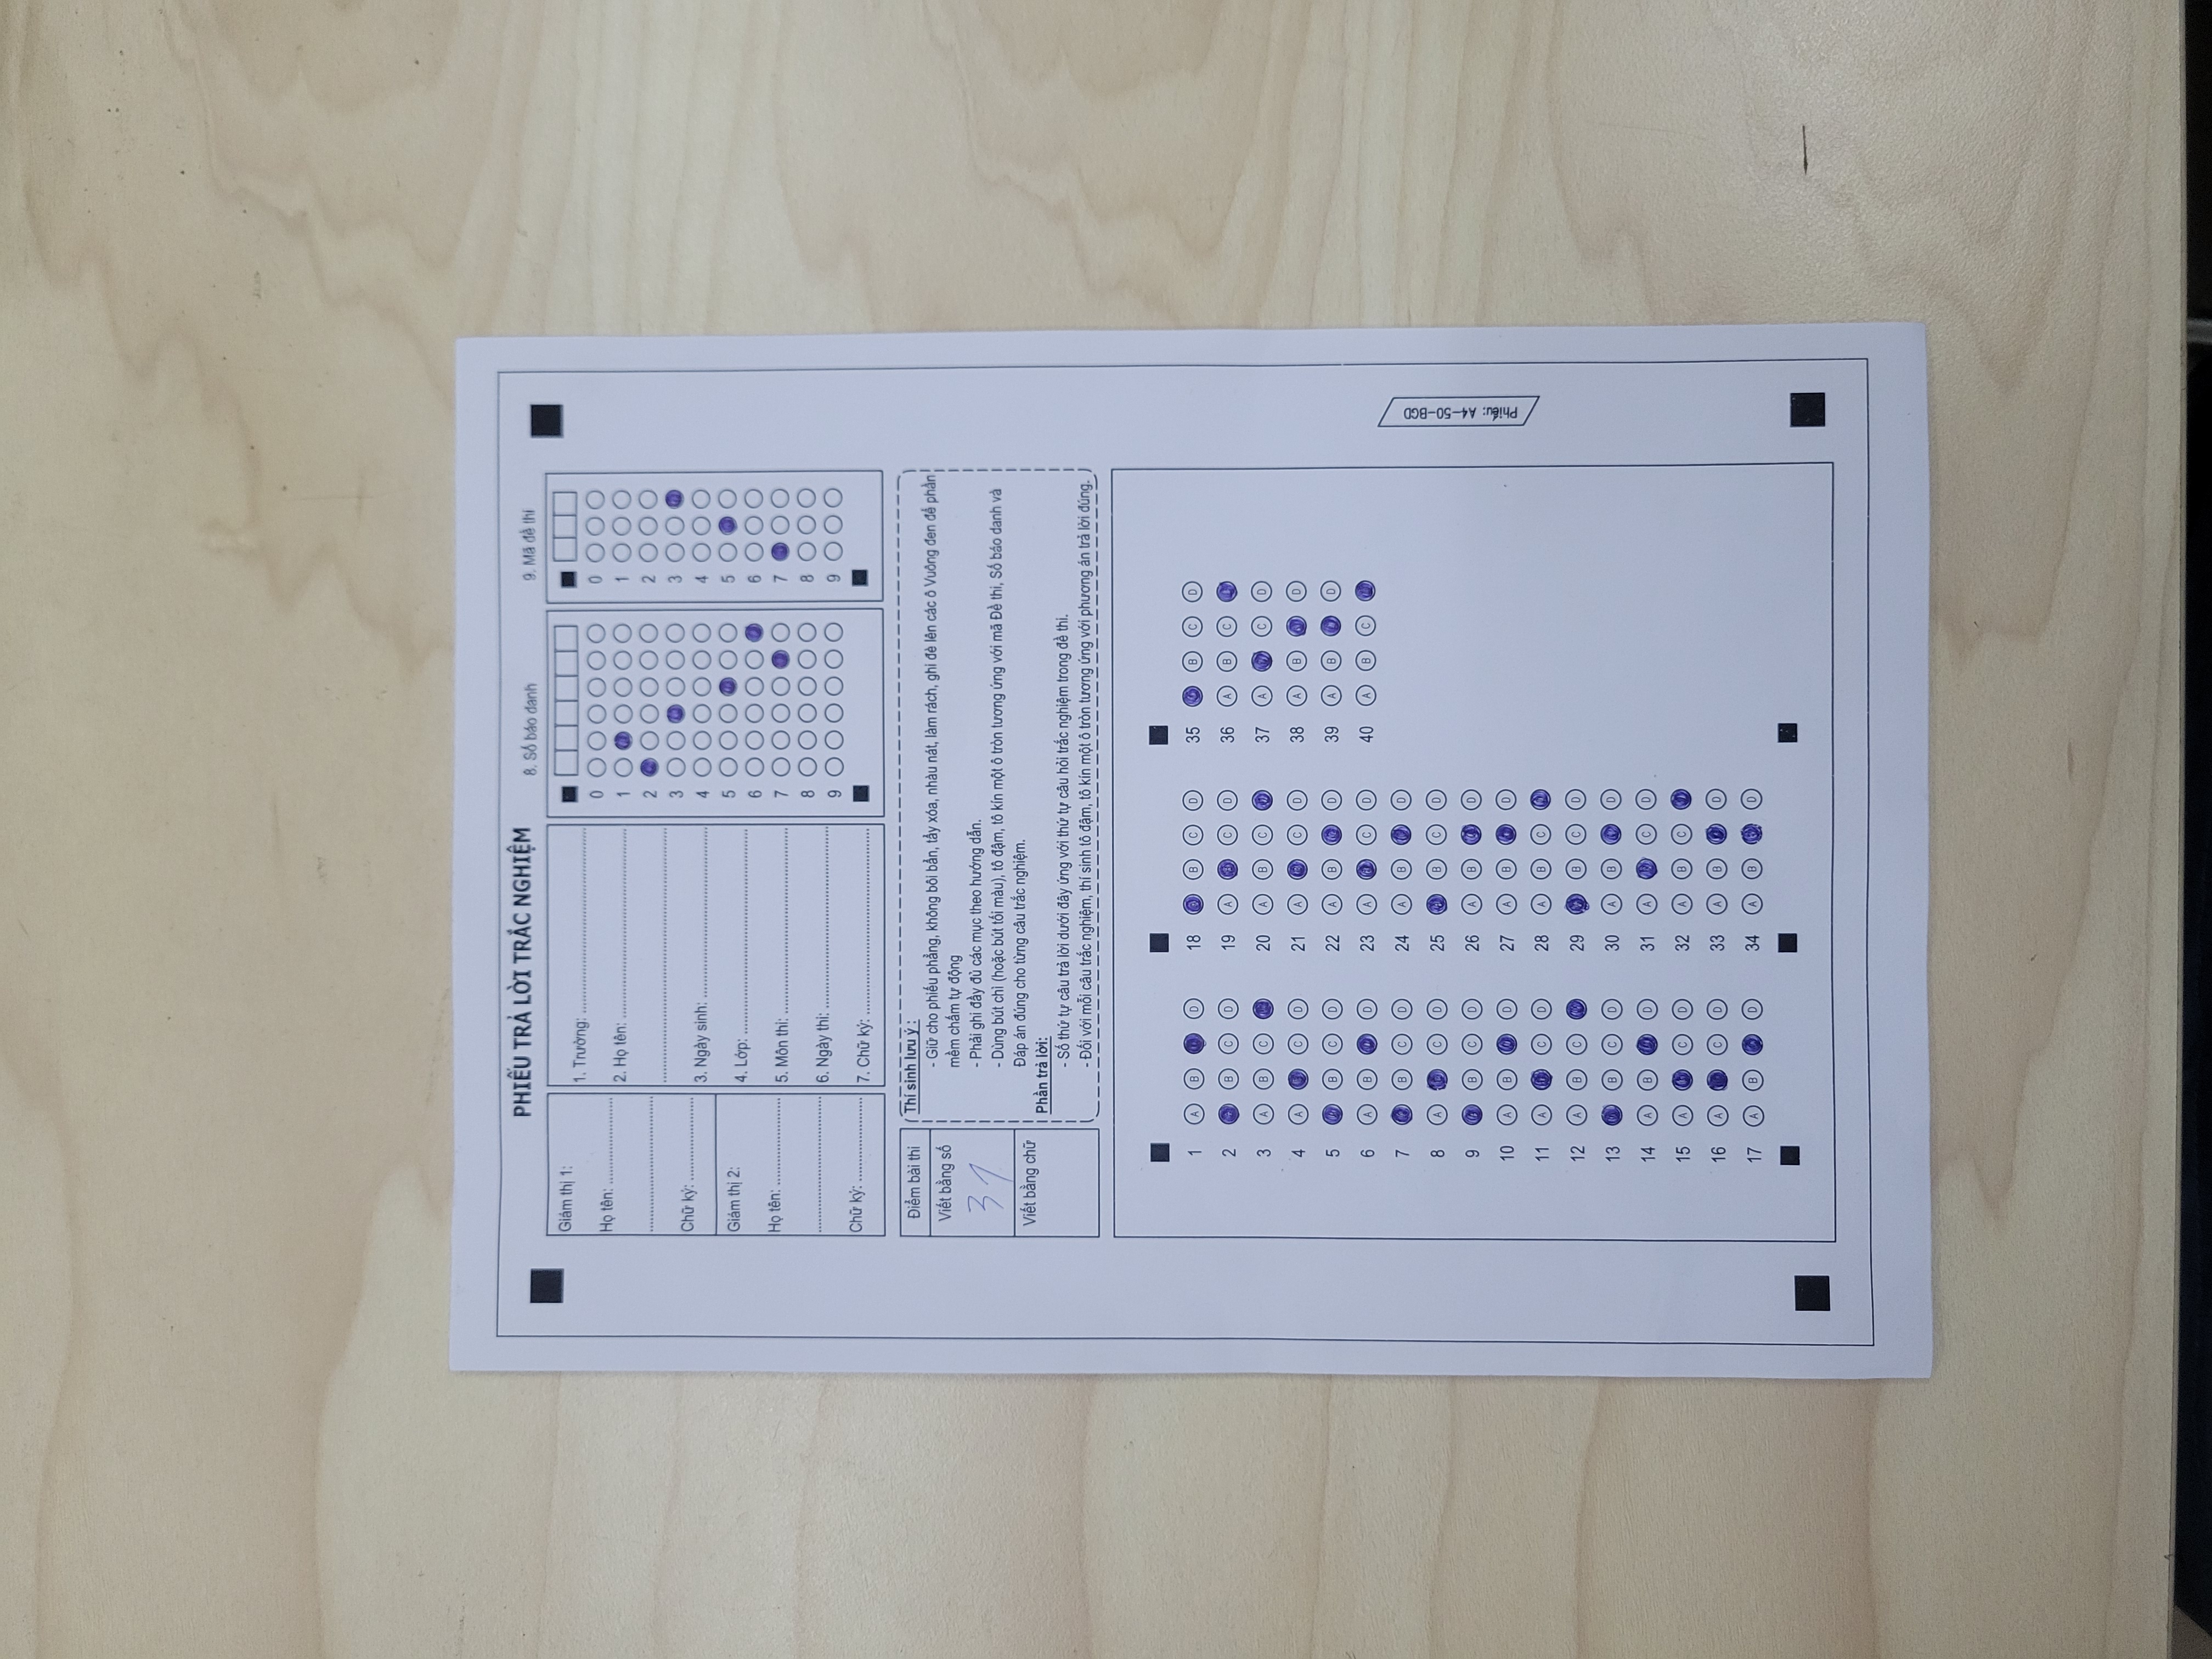 PHIẾU TRẢ LỜI TRẮC NGHIỆM
8. Số báo danh
9. Mã đề thi
Giám thị 1:
Họ tên: ..............................
..............................
Chữ ký: ..............................
Giám thị 2:
Họ tên: ..............................
..............................
Chữ ký: ..............................
1. Trường: ..............................
2. Họ tên: ..............................
..............................
3. Ngày sinh: ..............................
4. Lớp: ..............................
5. Môn thi: ..............................
6. Ngày thi: ..............................
7. Chữ ký: ..............................
0 0
1 1
2 2
3 3
4 4
5 5
6 6
7 7
8 8
9 9
Điểm bài thi
Viết bằng số
31
Viết bằng chữ
Thí sinh lưu ý :
- Giữ cho phiếu phẳng, không bôi bẩn, tẩy xóa, nhàu nát, làm rách, ghi đè lên các ô Vuông đen để phần
mềm chấm tự động
- Phải ghi đầy đủ các mục theo hướng dẫn.
- Dùng bút chì (hoặc bút tối màu), tô đậm, tô kín một ô tròn tương ứng với mã Đề thi, Số báo danh và
Đáp án đúng cho từng câu trắc nghiệm.
Phần trả lời:
- Số thứ tự câu trả lời dưới đây ứng với thứ tự câu hỏi trắc nghiệm trong đề thi.
- Đối với mỗi câu trắc nghiệm, thí sinh tô đậm, tô kín một ô tròn tương ứng với phương án trả lời đúng.
1 A B D
2 B C D
3 A B C
4 A C D
5 B C D
6 A B D
7 B C D
8 A C D
9 B C D
10 A B D
11 A C D
12 A B C
13 B C D
14 A B D
15 A C D
16 A C D
17 A B D
18 B C D
19 A C D
20 A B C
21 A C D
22 A B D
23 A C D
24 A B D
25 B C D
26 A B D
27 A B D
28 A B C
29 B C D
30 A B D
31 A C D
32 A B C
33 A B D
34 A B D
35 B C D
36 A B C
37 A C D
38 A B D
39 A B D
40 A B C
Phiếu: A4-50-BGD